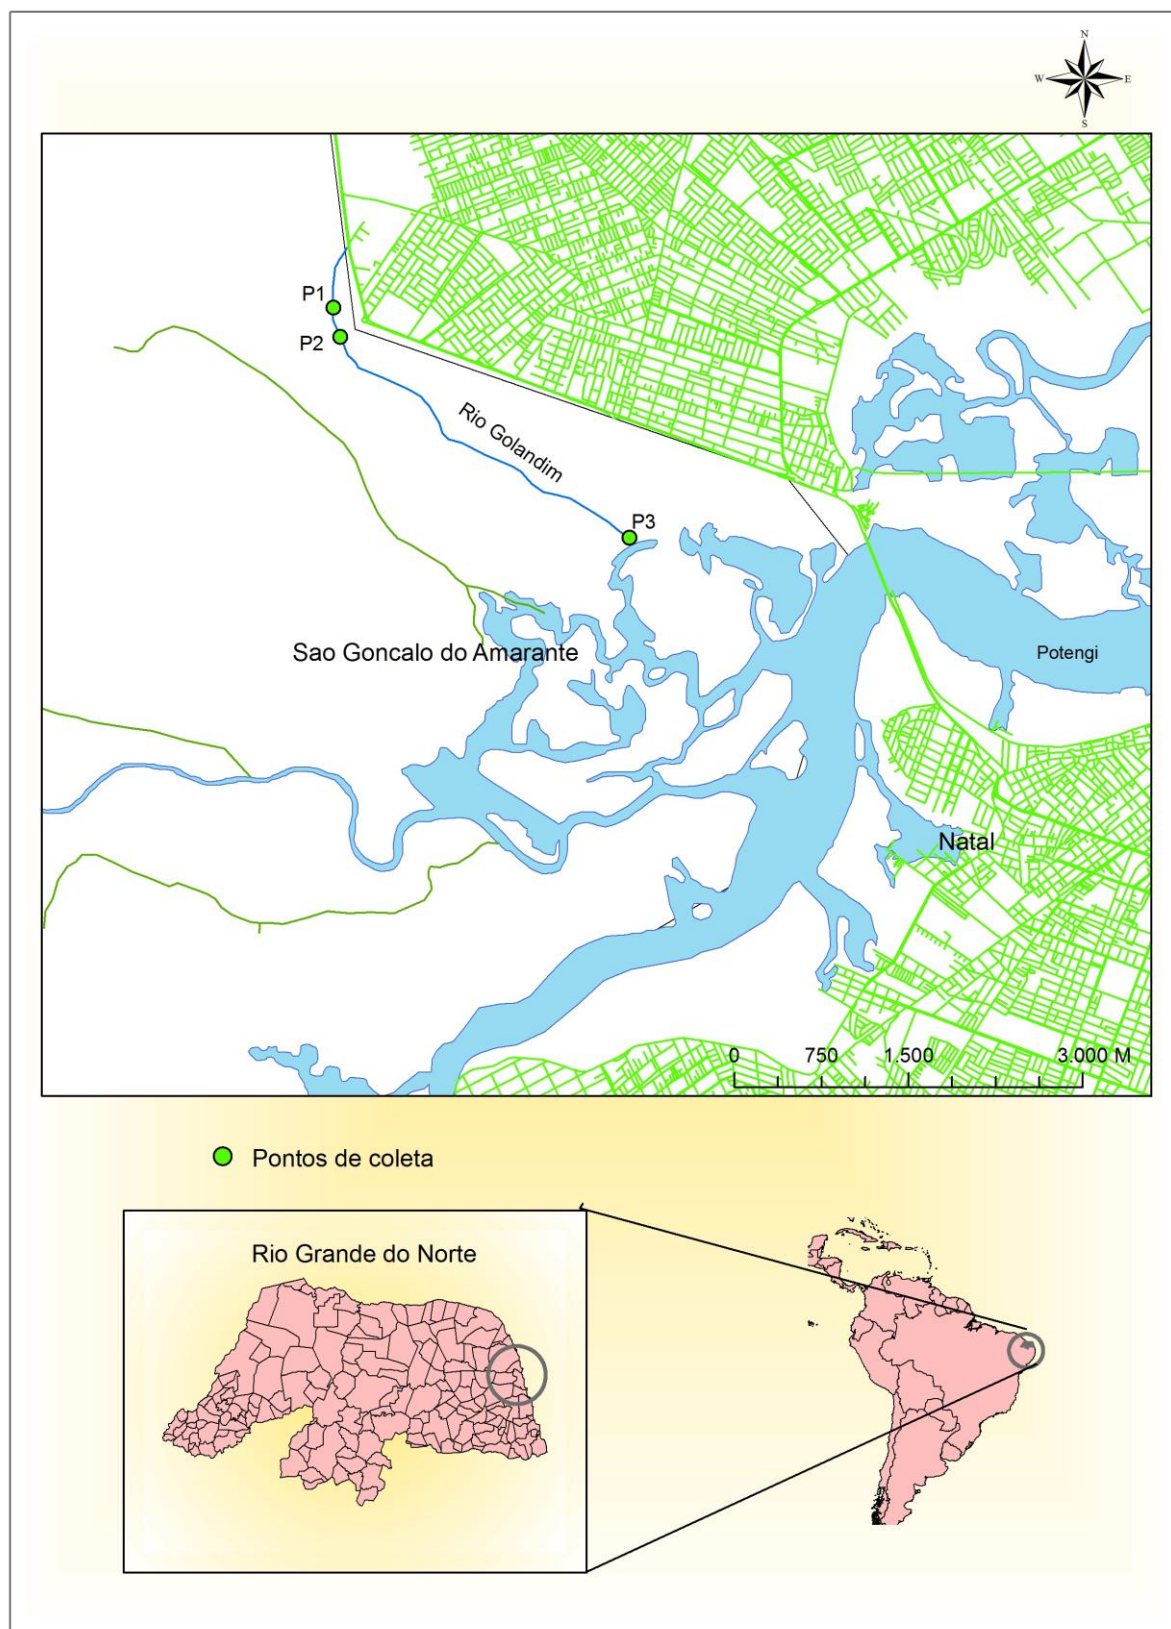 N
W E
S
P1
P2
Rio Golandim
P3
Sao Goncalo do Amarante
Potengi
Natal
0 750 1.500 3.000 M
Pontos de coleta
Rio Grande do Norte